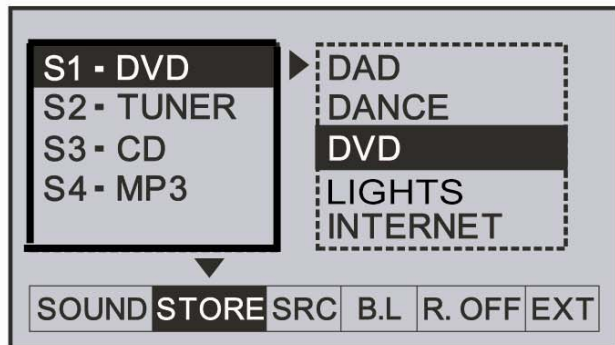 S1 - DVD
S2 - TUNER
S3 - CD
S4 - MP3
DAD
DANCE
DVD
LIGHTS
INTERNET
SOUND STORE SRC B.L R. OFF EXT